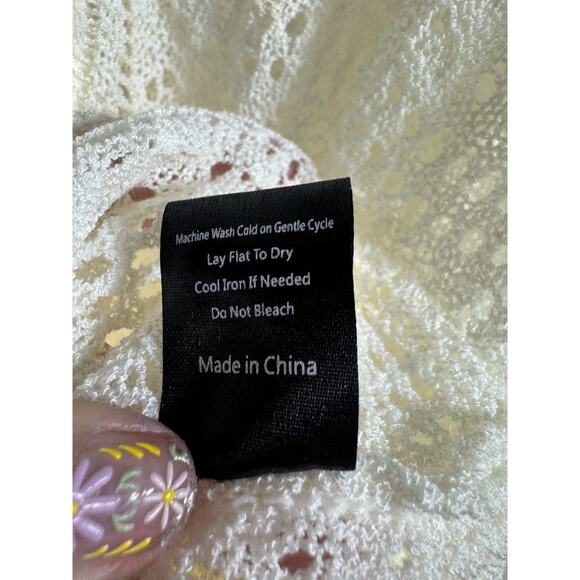 Machine Wash Cold on Gentle Cycle
Lay Flat To Dry
Cool Iron If Needed
Do Not Bleach
Made in China